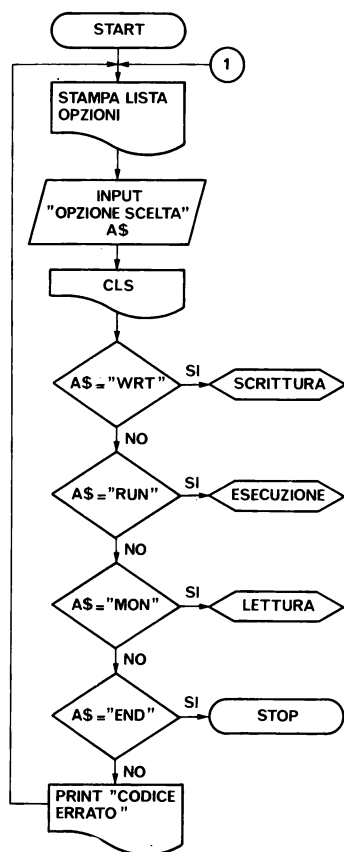 START
1
STAMPA LISTA
OPZIONI
INPUT
"OPZIONE SCELTA"
A$
CLS
A$="WRT"
SI
SCRITTURA
NO
A$="RUN"
SI
ESECUZIONE
NO
A$="MON"
SI
LETTURA
NO
A$="END"
SI
STOP
NO
PRINT "CODICE
ERRATO"